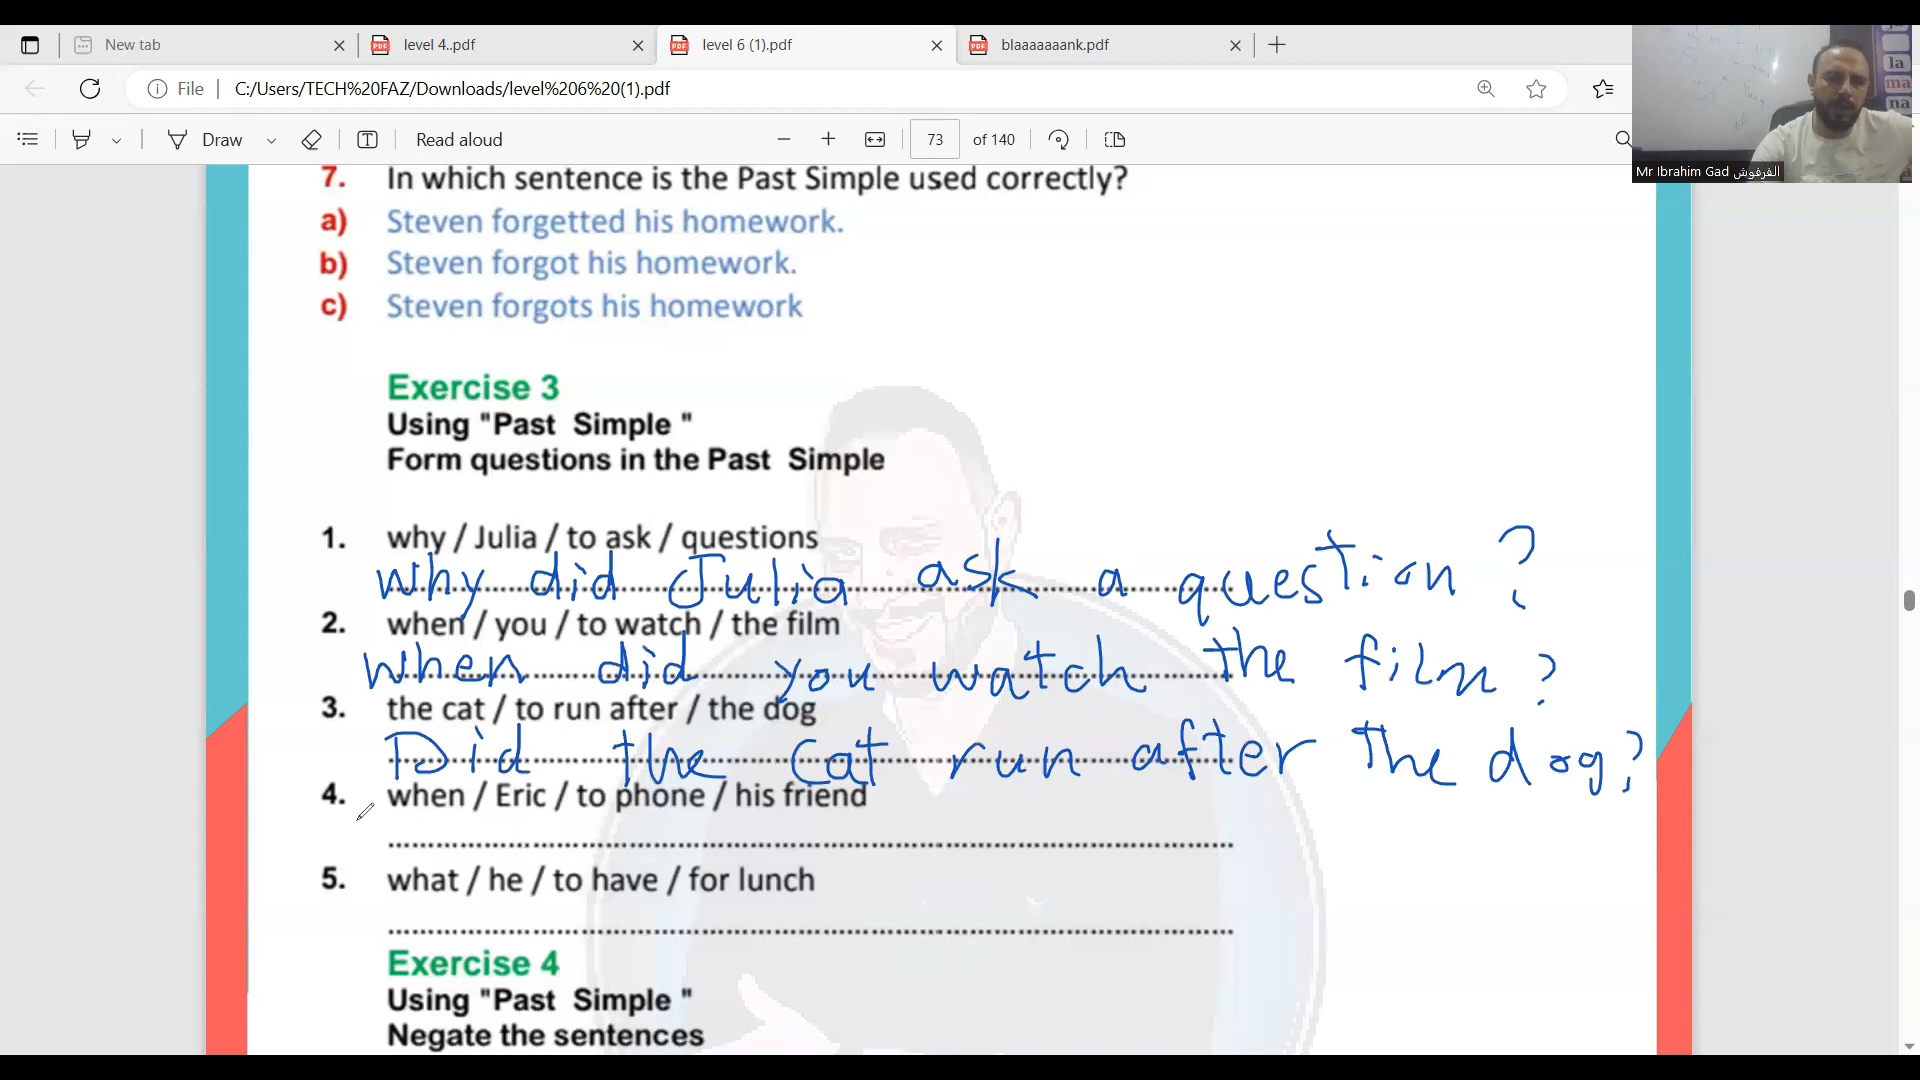 New tab
level 4..pdf
level 6 (1).pdf
blaaaaaaank.pdf
File
C:/Users/TECH%20FAZ/Downloads/level%206%20(1).pdf
Draw
Read aloud
73
of 140
la
ma
na
Mr Ibrahim Gad الفرفوش
7. In which sentence is the Past Simple used correctly?
a) Steven forgetted his homework.
b) Steven forgot his homework.
c) Steven forgots his homework
Exercise 3
Using "Past Simple "
Form questions in the Past Simple
1. why / Julia / to ask / questions
Why did Julia ask a question ?
2. when / you / to watch / the film
When did you watch the film ?
3. the cat / to run after / the dog
Did the Cat run after the dog?
4. when / Eric / to phone / his friend
5. what / he / to have / for lunch
Exercise 4
Using "Past Simple "
Negate the sentences